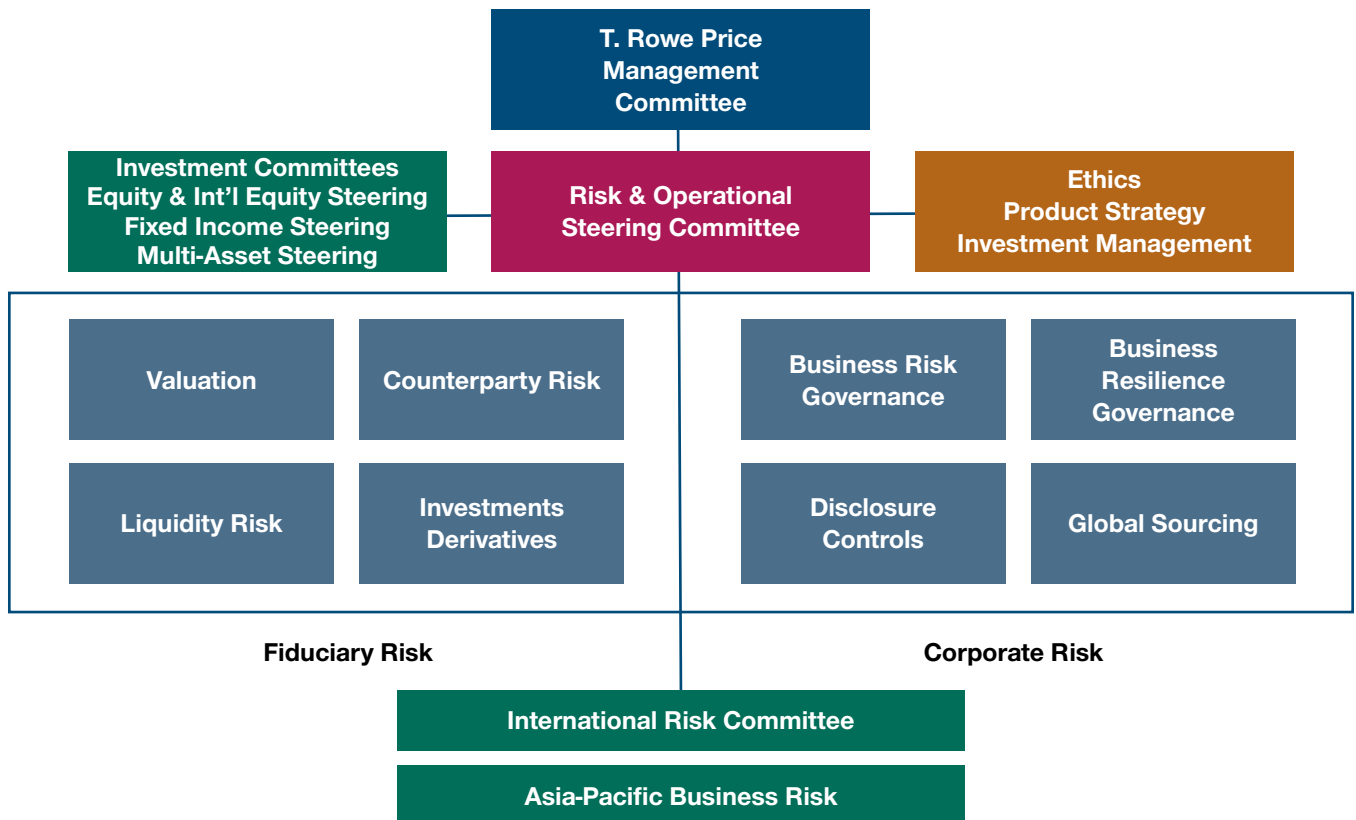 T. Rowe Price
Management
Committee
Investment Committees
Equity & Int'l Equity Steering
Fixed Income Steering
Multi-Asset Steering
Risk & Operational
Steering Committee
Ethics
Product Strategy
Investment Management
Valuation
Counterparty Risk
Liquidity Risk
Investments
Derivatives
Business Risk
Governance
Business
Resilience
Governance
Disclosure
Controls
Global Sourcing
Fiduciary Risk
Corporate Risk
International Risk Committee
Asia-Pacific Business Risk